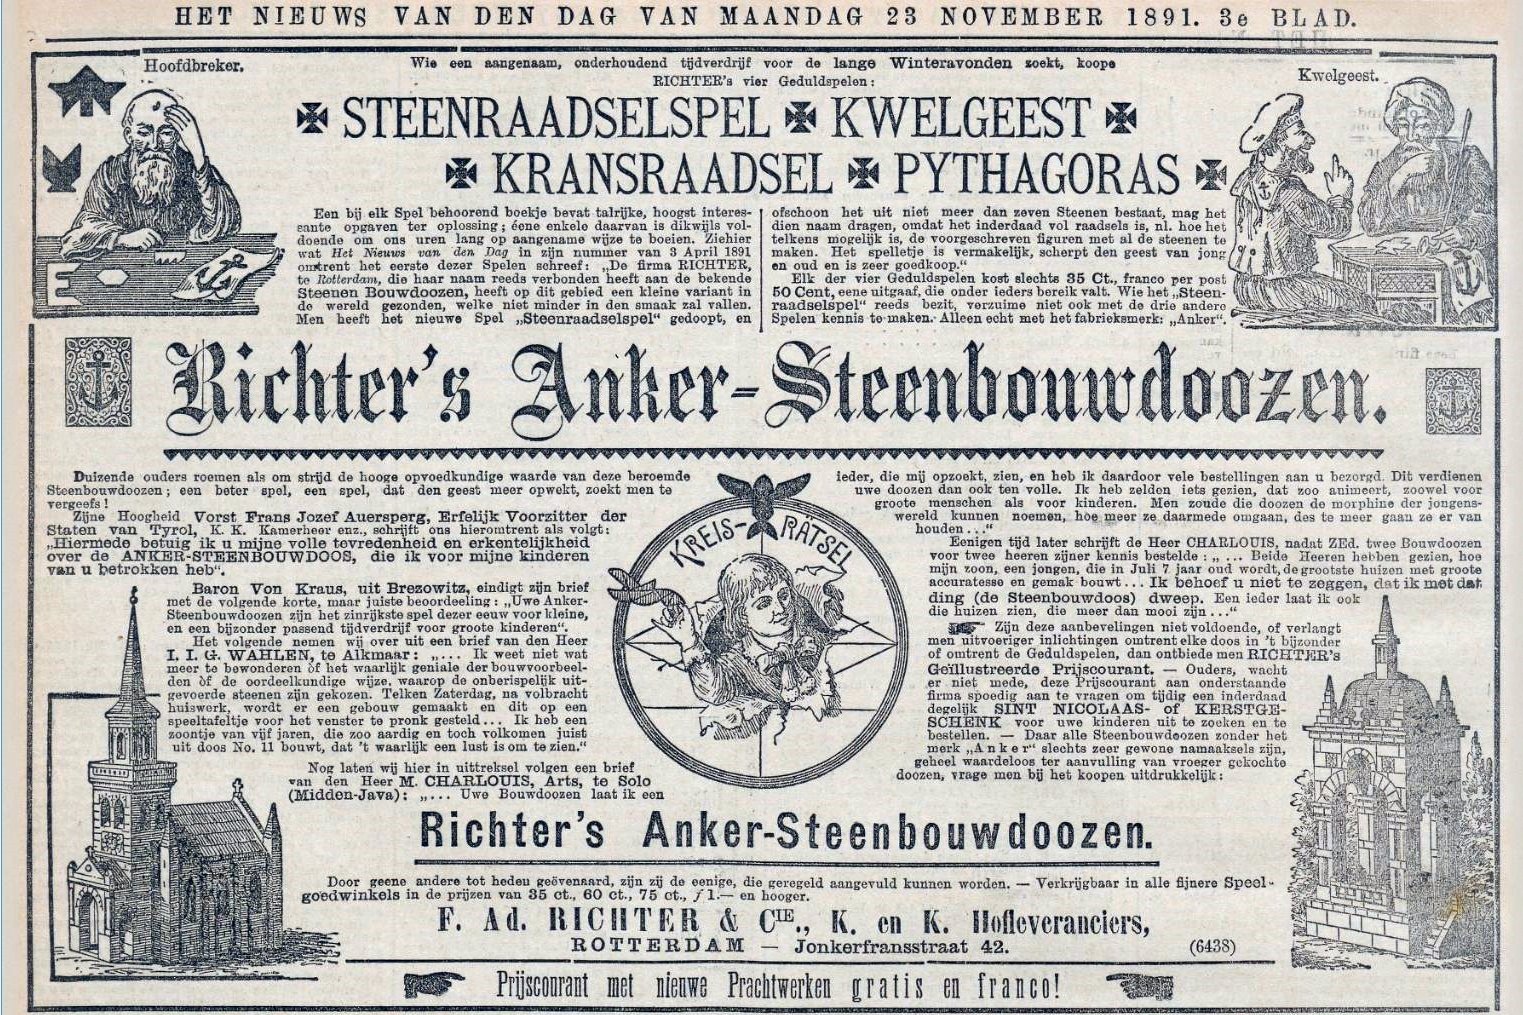 HET NIEUWS VAN DEN DAG VAN MAANDAG 23 NOVEMBER 1891. 3e BLAD.
Hoofdbreker.
Wie een aangenaam, onderhoudend tijdverdrijf voor de lange Winteravonden zoekt, koope
RICHTER's vier Geduldspelen:
Kwelgeest.
STEENRAADSELSPEL ✠ KWELGEEST
KRANSRAADSEL ✠ PYTHAGORAS
Een bij elk Spel behoorend boekje bevat talrijke, hoogst interes-
sante opgaven ter oplossing; ééne enkele daarvan is dikwijls vol-
doende om ons uren lang op aangename wijze te boeien. Ziehier
wat Het Nieuws van den Dag in zijn nummer van 3 April 1891
omtrent het eerste dezer Spelen schreef: „De firma RICHTER,
te Rotterdam, die haar naam reeds verbonden heeft aan de bekende
Steenen Bouwdoozen, heeft op dit gebied een kleine variant in
de wereld gezonden, welke niet minder in den smaak zal vallen.
Men heeft het nieuwe Spel „Steenraadselspel" gedoopt, en
ofschoon het uit niet meer dan zeven Steenen bestaat, mag het
dien naam dragen, omdat het inderdaad vol raadsels is, nl. hoe het
telkens mogelijk is, de voorgeschreven figuren met al de steenen te
maken. Het spelletje is vermakelijk, scherpt den geest van jong
en oud en is zeer goedkoop."
Elk der vier Geduldspelen kost slechts 35 Ct., franco per post
50 Cent, eene uitgaaf, die onder ieders bereik valt. Wie het „Steen-
raadselspel" reeds bezit, verzuime niet ook met de drie andere
Spelen kennis te maken. Alleen echt met het fabrieksmerk: „Anker".
Richter's Anker-Steenbouwdoozen.
Duizende ouders roemen als om strijd de hooge opvoedkundige waarde van deze beroemde
Steenbouwdoozen; een beter spel, een spel, dat den geest meer opwekt, zoekt men te
vergeefs!
Zijne Hoogheid Vorst Frans Jozef Auersperg, Erfelijk Voorzitter der
Staten van Tyrol, K. K. Kamerheer enz., schrijft ons hieromtrent als volgt:
„Hiermede betuig ik u mijne volle tevredenheid en erkentelijkheid
over de ANKER-STEENBOUWDOOS, die ik voor mijne kinderen
van u betrokken heb".
Baron Von Kraus, uit Brezowitz, eindigt zijn brief
met de volgende korte, maar juiste beoordeeling: „Uwe Anker-
Steenbouwdoozen zijn het zinrijkste spel dezer eeuw voor kleine,
en een bijzonder passend tijdverdrijf voor groote kinderen".
Het volgende nemen wij over uit een brief van den Heer
I. I. G. WAHLEN, te Alkmaar: „.... Ik weet niet wat
meer te bewonderen òf het waarlijk geniale der bouwvoorbeel-
den òf de oordeelkundige wijze, waarop de onberispelijk uit-
gevoerde steenen zijn gekozen. Telken Zaterdag, na volbracht
huiswerk, wordt er een gebouw gemaakt en dit op een
speeltafeltje voor het venster te pronk gesteld... Ik heb een
zoontje van vijf jaren, die zoo aardig en toch volkomen juist
uit doos No. 11 bouwt, dat 't waarlijk een lust is om te zien."
Nog laten wij hier in uittreksel volgen een brief
van den Heer M. CHARLOUIS, Arts, te Solo
(Midden-Java): „... Uwe Bouwdoozen laat ik een
KREIS-RÄTSEL
ieder, die mij opzoekt, zien, en heb ik daardoor vele bestellingen aan u bezorgd. Dit verdienen
uwe doozen dan ook ten volle. Ik heb zelden iets gezien, dat zoo animeert, zoowel voor
groote menschen als voor kinderen. Men zoude die doozen de morphine der jongens-
wereld kunnen noemen, hoe meer ze daarmede omgaan, des te meer gaan ze er van
houden ..."
Eenigen tijd later schrijft de Heer CHARLOUIS, nadat ZEd. twee Bouwdoozen
voor twee heeren zijner kennis bestelde: „... Beide Heeren hebben gezien, hoe
mijn zoon, een jongen, die in Juli 7 jaar oud wordt, de grootste huizen met groote
accuratesse en gemak bouwt... Ik behoef u niet te zeggen, dat ik met dat
ding (de Steenbouwdoos) dweep. Een ieder laat ik ook
die huizen zien, die meer dan mooi zijn..."
Zijn deze aanbevelingen niet voldoende, of verlangt
men uitvoeriger inlichtingen omtrent elke doos in 't bijzonder
of omtrent de Geduldspelen, dan ontbiede men RICHTER's
Geïllustreerde Prijscourant. — Ouders, wacht
er niet mede, deze Prijscourant aan onderstaande
firma spoedig aan te vragen om tijdig een inderdaad
degelijk SINT NICOLAAS- of KERSTGE-
SCHENK voor uwe kinderen uit te zoeken en te
bestellen. — Daar alle Steenbouwdoozen zonder het
merk „Anker" slechts zeer gewone namaaksels zijn,
geheel waardeloos ter aanvulling van vroeger gekochte
doozen, vrage men bij het koopen uitdrukkelijk:
Richter's Anker-Steenbouwdoozen.
Door geene andere tot heden geëvenaard, zijn zij de eenige, die geregeld aangevuld kunnen worden. — Verkrijgbaar in alle fijnere Speel-
goedwinkels in de prijzen van 35 ct., 60 ct., 75 ct., ƒ 1.— en hooger.
F. Ad. RICHTER & CIE., K. en K. Hofleveranciers,
ROTTERDAM — Jonkerfransstraat 42.
(6438)
Prijscourant met nieuwe Prachtwerken gratis en franco!